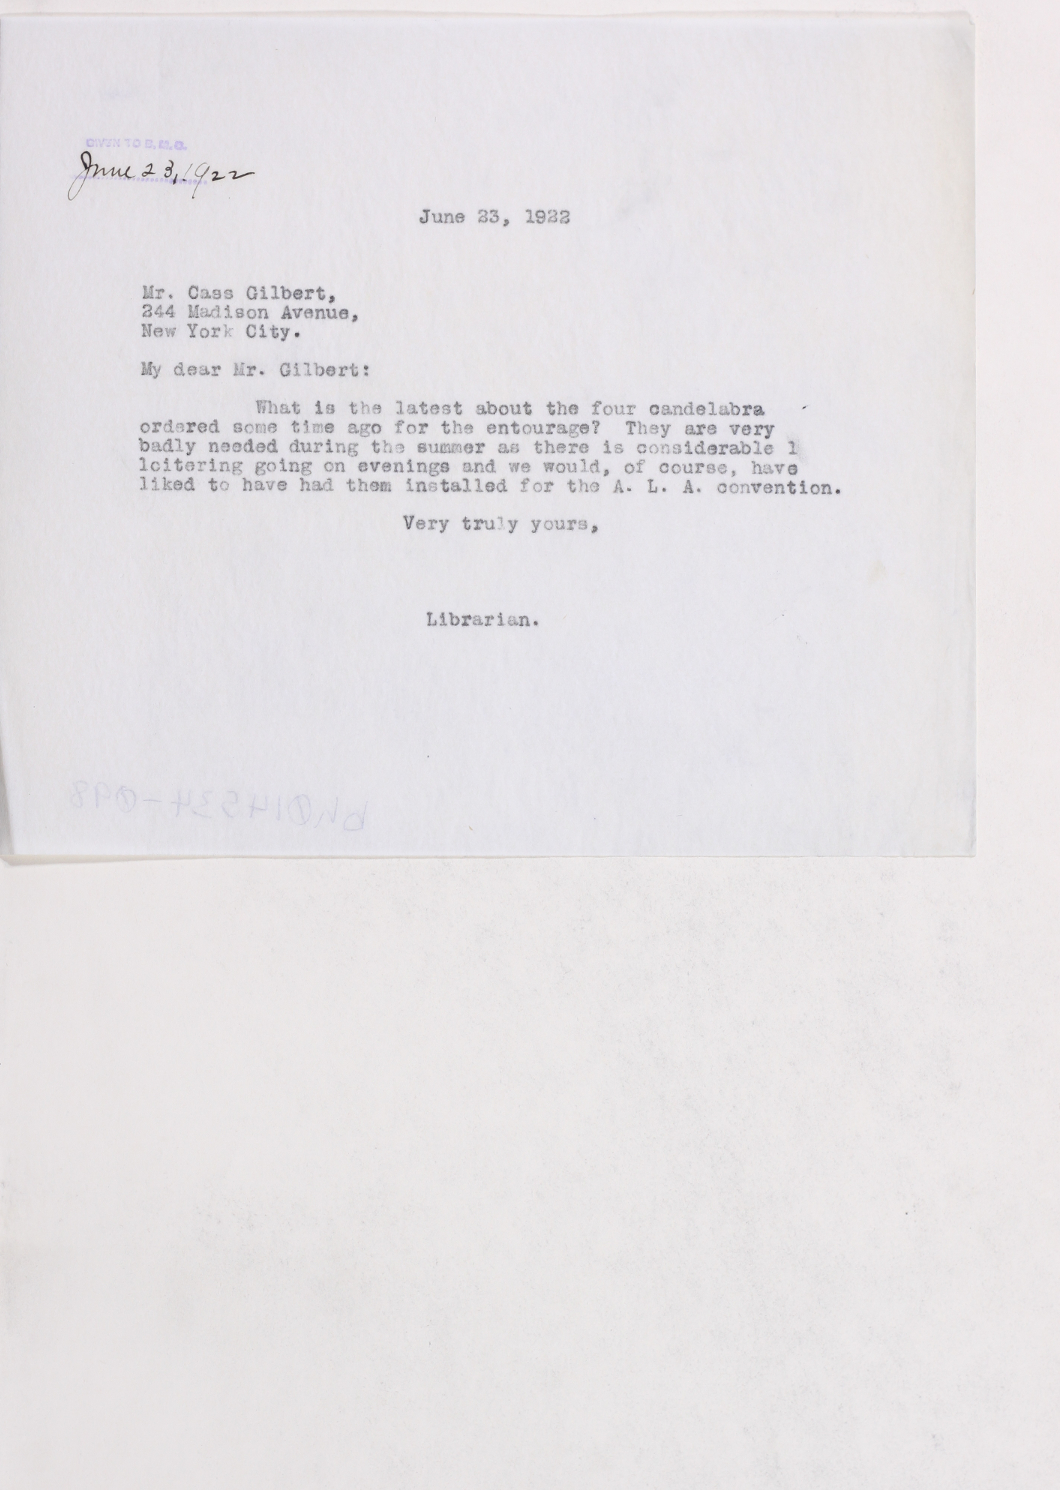 June 23, 1922
June 23, 1922
Mr. Cass Gilbert,
244 Madison Avenue,
New York City.
My dear Mr. Gilbert:
What is the latest about the four candelabra
ordered some time ago for the entourage? They are very
badly needed during the summer as there is considerable l
loitering going on evenings and we would, of course, have
liked to have had them installed for the A. L. A. convention.
Very truly yours,
Librarian.